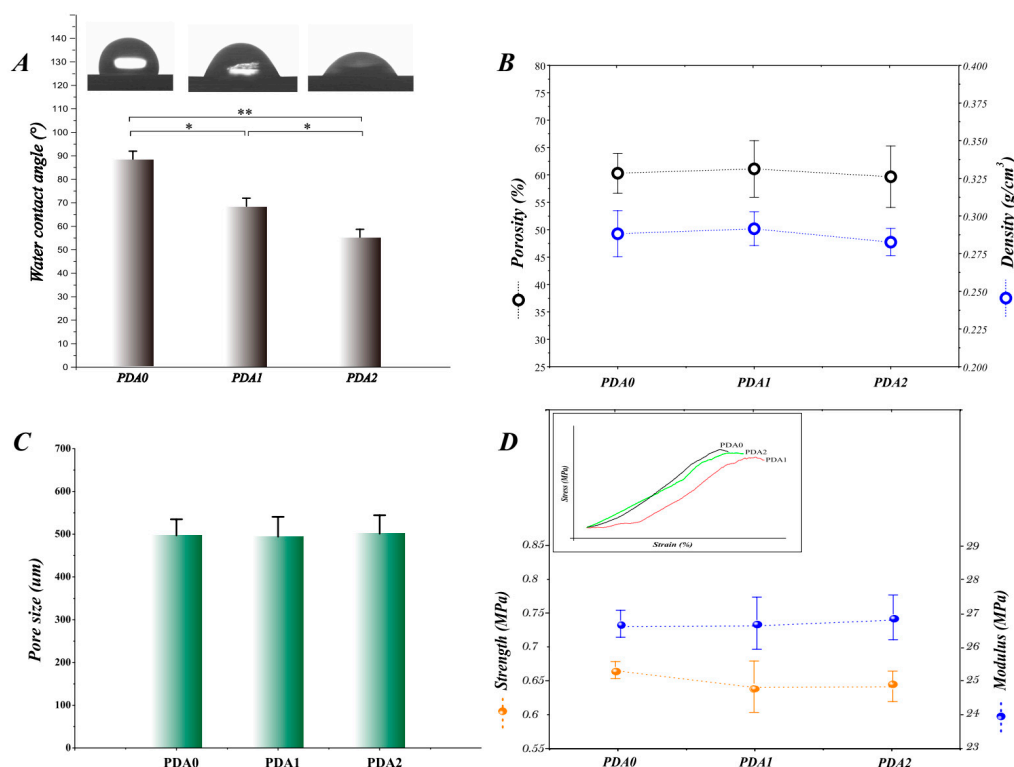 A
Water contact angle (°)
150
140
130
120
110
100
90
80
70
60
50
40
30
20
10
0
**
*
*
PDA0
PDA1
PDA2
B
Porosity (%)
80
75
70
65
60
55
50
45
40
35
30
25
0.400
0.375
0.350
0.325
0.300
0.275
0.250
0.225
0.200
Density (g/cm³)
PDA0
PDA1
PDA2
C
Pore size (um)
700
600
500
400
300
200
100
0
PDA0
PDA1
PDA2
D
Stress (MPa)
PDA0
PDA2
PDA1
Strain (%)
Strength (MPa)
0.85
0.8
0.75
0.7
0.65
0.6
0.55
29
28
27
26
25
24
23
Modulus (MPa)
PDA0
PDA1
PDA2